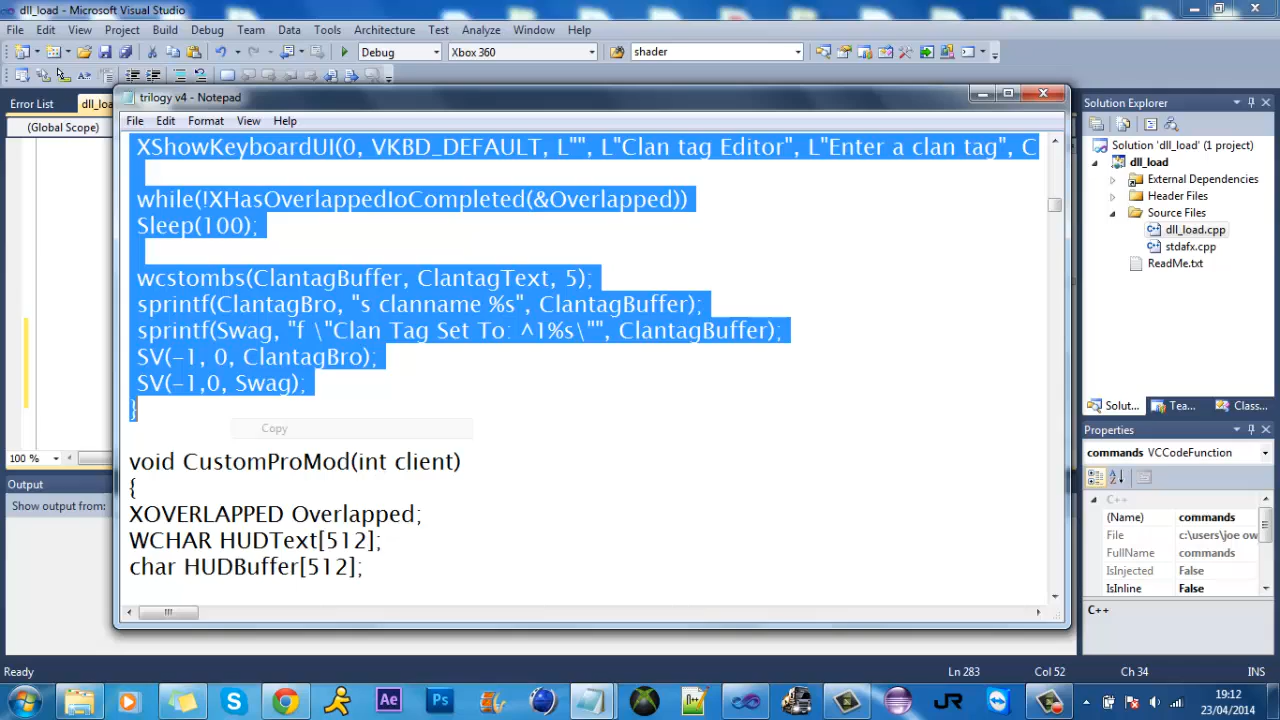 dll_load - Microsoft Visual Studio
File Edit View Project Build Debug Team Data Tools Architecture Test Analyze Window Help
Debug Xbox 360 shader
Error List dll_loa
(Global Scope)
trilogy v4 - Notepad
File Edit Format View Help
XShowKeyboardUI(0, VKBD_DEFAULT, L"", L"Clan tag Editor", L"Enter a clan tag", C
while(!XHasOverlappedIoCompleted(&Overlapped))
Sleep(100);
wcstombs(ClantagBuffer, ClantagText, 5);
sprintf(ClantagBro, "s clanname %s", ClantagBuffer);
sprintf(Swag, "f \"Clan Tag Set To: ^1%s\"", ClantagBuffer);
SV(-1, 0, ClantagBro);
SV(-1,0, Swag);
}
Copy
void CustomProMod(int client)
{
XOVERLAPPED Overlapped;
WCHAR HUDText[512];
char HUDBuffer[512];
100 %
Output
Show output from:
Solution Explorer
Solution 'dll_load' (1 project)
dll_load
External Dependencies
Header Files
Source Files
dll_load.cpp
stdafx.cpp
ReadMe.txt
Solut... Tea... Class...
Properties
commands VCCodeFunction
C++
(Name) commands
File c:\users\joe ow
FullName commands
IsInjected False
IsInline False
C++
Ready Ln 283 Col 52 Ch 34 INS
Ae Ps JR
19:12
23/04/2014